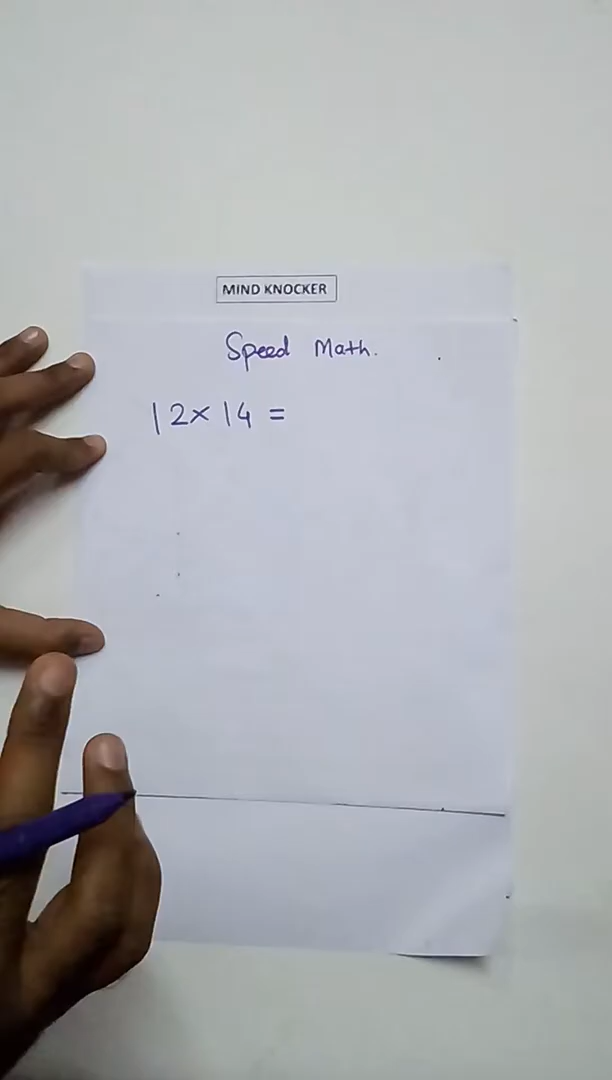 MIND KNOCKER
Speed Math.
12 x 14 =